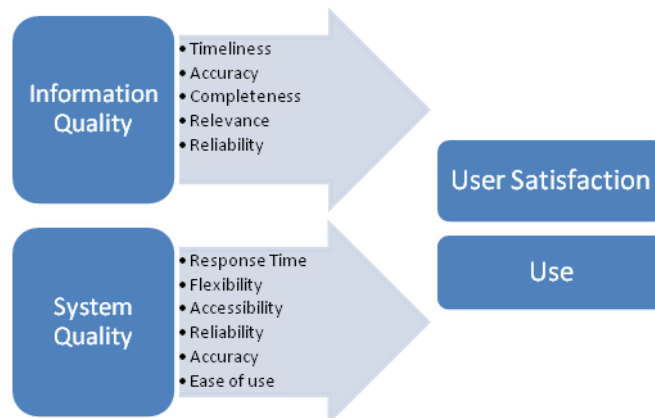 Information
Quality
• Timeliness
• Accuracy
• Completeness
• Relevance
• Reliability
User Satisfaction
Use
System
Quality
• Response Time
• Flexibility
• Accessibility
• Reliability
• Accuracy
• Ease of use